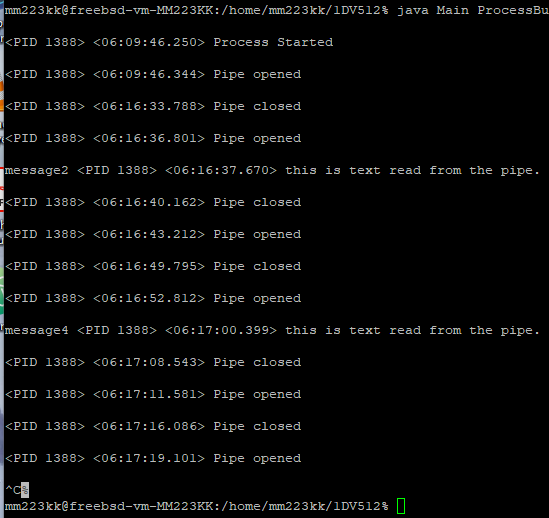 mm223kk@freebsd-vm-MM223KK:/home/mm223kk/1DV512% java Main ProcessBu
<PID 1388> <06:09:46.250> Process Started
<PID 1388> <06:09:46.344> Pipe opened
<PID 1388> <06:16:33.788> Pipe closed
<PID 1388> <06:16:36.801> Pipe opened
message2 <PID 1388> <06:16:37.670> this is text read from the pipe.
<PID 1388> <06:16:40.162> Pipe closed
<PID 1388> <06:16:43.212> Pipe opened
<PID 1388> <06:16:49.795> Pipe closed
<PID 1388> <06:16:52.812> Pipe opened
message4 <PID 1388> <06:17:00.399> this is text read from the pipe.
<PID 1388> <06:17:08.543> Pipe closed
<PID 1388> <06:17:11.581> Pipe opened
<PID 1388> <06:17:16.086> Pipe closed
<PID 1388> <06:17:19.101> Pipe opened
^C%
mm223kk@freebsd-vm-MM223KK:/home/mm223kk/1DV512%